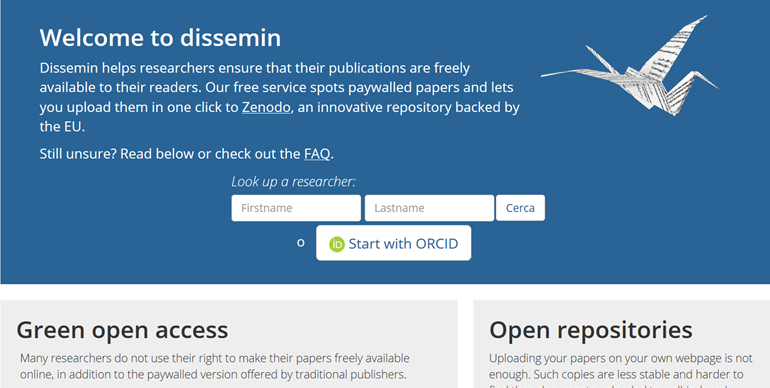 Welcome to dissemin
Dissemin helps researchers ensure that their publications are freely
available to their readers. Our free service spots paywalled papers and lets
you upload them in one click to Zenodo, an innovative repository backed by
the EU.
Still unsure? Read below or check out the FAQ.
Look up a researcher:
Firstname Lastname Cerca
o iD Start with ORCID
Green open access
Many researchers do not use their right to make their papers freely available
online, in addition to the paywalled version offered by traditional publishers.
Open repositories
Uploading your papers on your own webpage is not
enough. Such copies are less stable and harder to